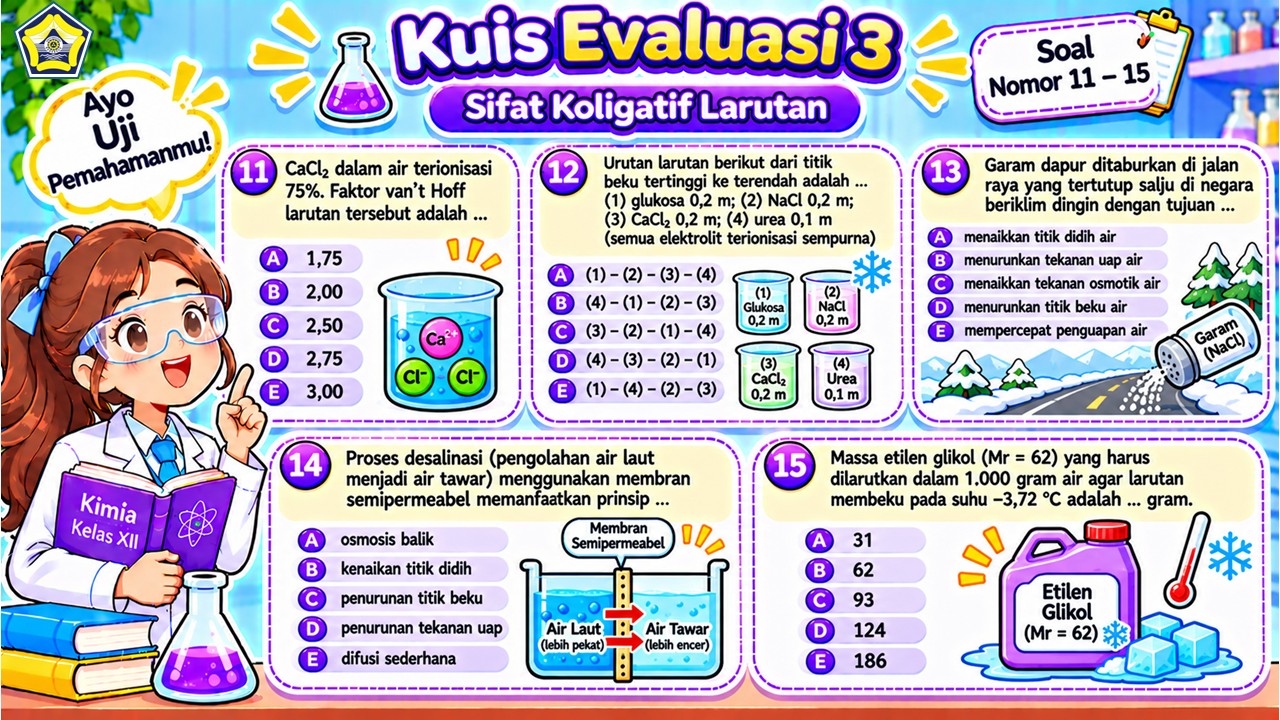 Kuis Evaluasi 3
Sifat Koligatif Larutan
Soal
Nomor 11 – 15
Ayo
Uji
Pemahamanmu!
11
CaCl₂ dalam air terionisasi
75%. Faktor van’t Hoff
larutan tersebut adalah ...
A 1,75
B 2,00
C 2,50
D 2,75
E 3,00
Ca²⁺
Cl⁻ Cl⁻
12
Urutan larutan berikut dari titik
beku tertinggi ke terendah adalah ...
(1) glukosa 0,2 m; (2) NaCl 0,2 m;
(3) CaCl₂ 0,2 m; (4) urea 0,1 m
(semua elektrolit terionisasi sempurna)
A (1) – (2) – (3) – (4)
B (4) – (1) – (2) – (3)
C (3) – (2) – (1) – (4)
D (4) – (3) – (2) – (1)
E (1) – (4) – (2) – (3)
(1)
Glukosa
0,2 m
(2)
NaCl
0,2 m
(3)
CaCl₂
0,2 m
(4)
Urea
0,1 m
13
Garam dapur ditaburkan di jalan
raya yang tertutup salju di negara
beriklim dingin dengan tujuan ...
A menaikkan titik didih air
B menurunkan tekanan uap air
C menaikkan tekanan osmotik air
D menurunkan titik beku air
E mempercepat penguapan air
Garam
(NaCl)
14
Proses desalinasi (pengolahan air laut
menjadi air tawar) menggunakan membran
semipermeabel memanfaatkan prinsip ...
A osmosis balik
B kenaikan titik didih
C penurunan titik beku
D penurunan tekanan uap
E difusi sederhana
Membran
Semipermeabel
Air Laut
(lebih pekat)
Air Tawar
(lebih encer)
15
Massa etilen glikol (Mr = 62) yang harus
dilarutkan dalam 1.000 gram air agar larutan
membeku pada suhu –3,72 °C adalah ... gram.
A 31
B 62
C 93
D 124
E 186
Etilen
Glikol
(Mr = 62)
Kimia
Kelas XII